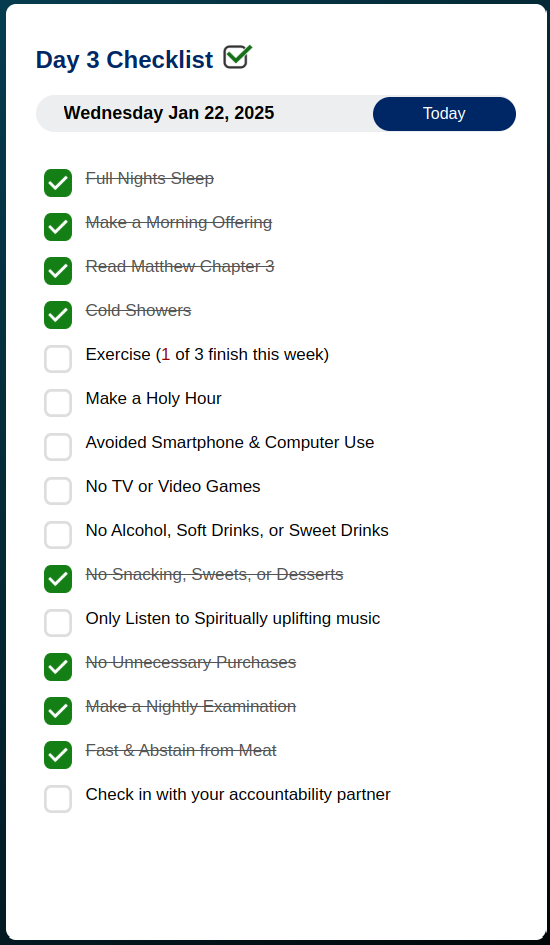 Day 3 Checklist
Wednesday Jan 22, 2025 Today
Full Nights Sleep
Make a Morning Offering
Read Matthew Chapter 3
Cold Showers
Exercise (1 of 3 finish this week)
Make a Holy Hour
Avoided Smartphone & Computer Use
No TV or Video Games
No Alcohol, Soft Drinks, or Sweet Drinks
No Snacking, Sweets, or Desserts
Only Listen to Spiritually uplifting music
No Unnecessary Purchases
Make a Nightly Examination
Fast & Abstain from Meat
Check in with your accountability partner